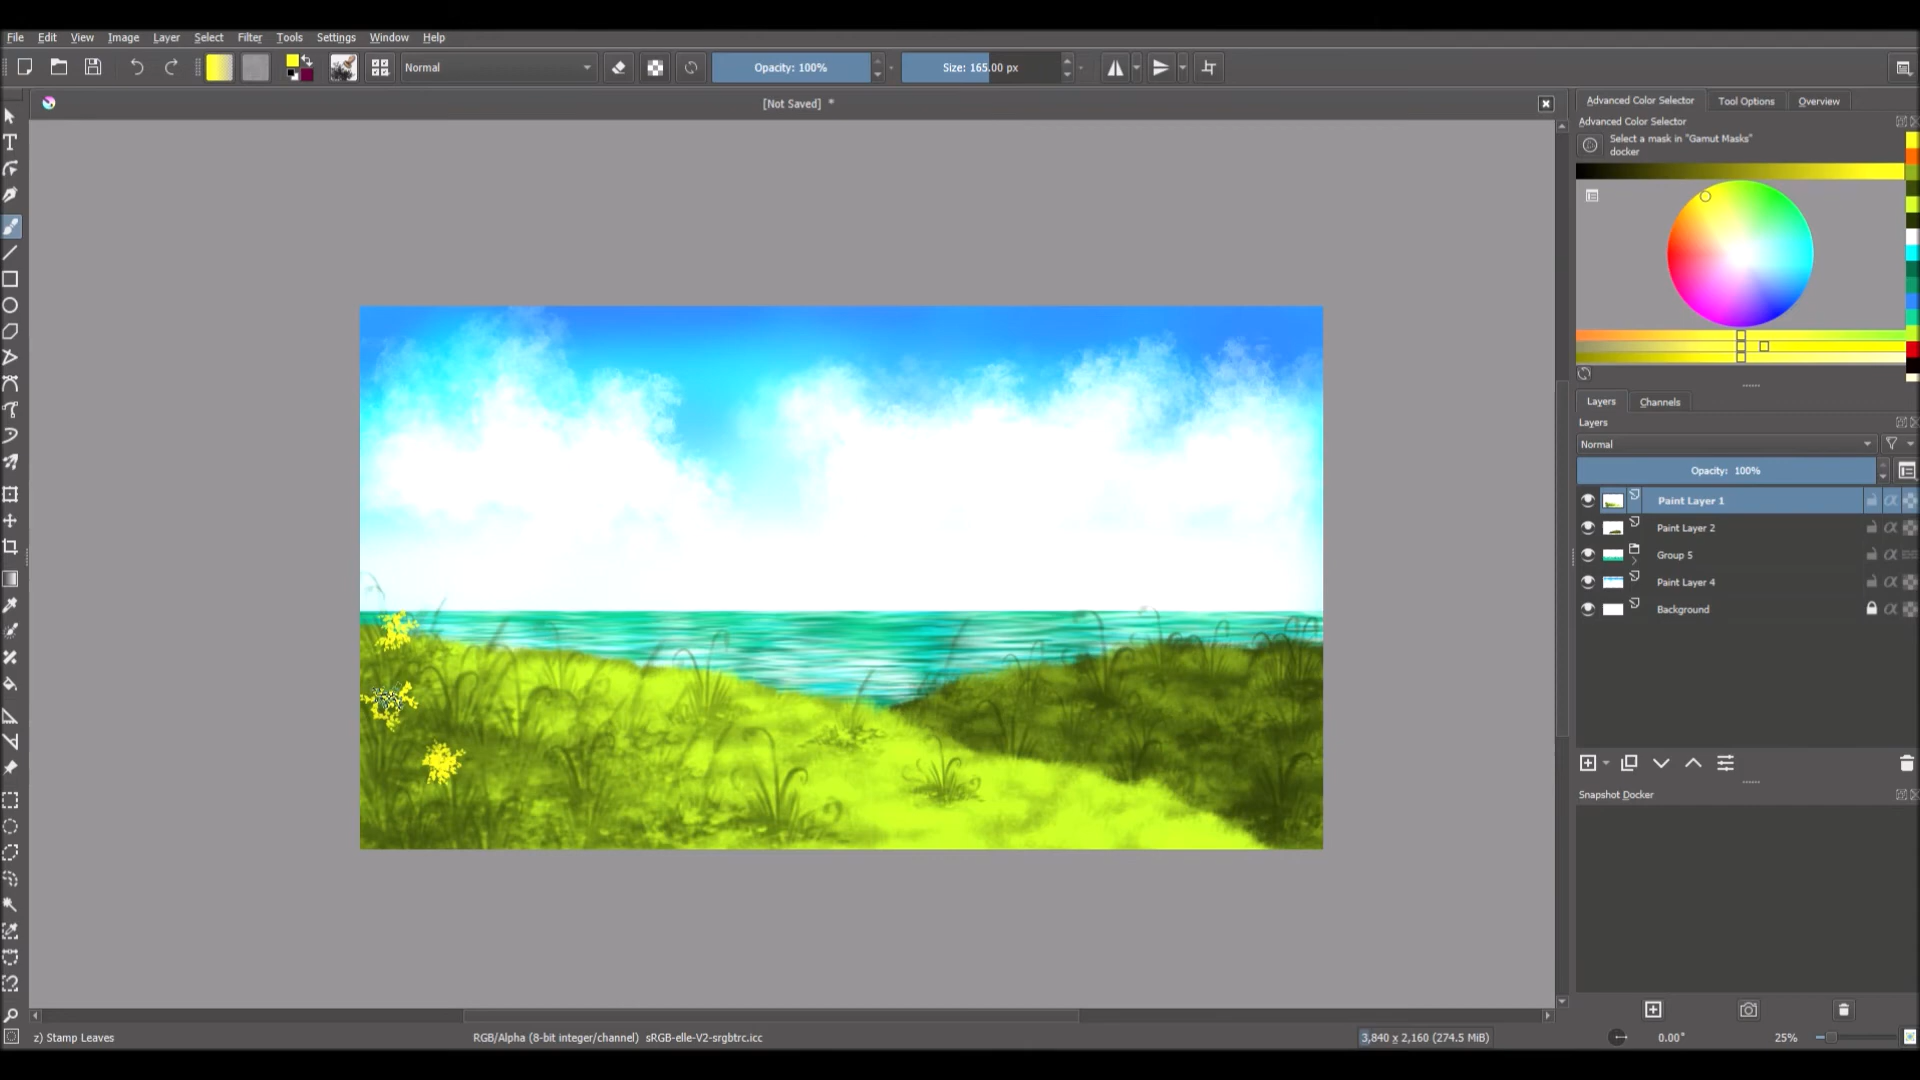 File Edit View Image Layer Select Filter Tools Settings Window Help
Normal
Opacity: 100%
Size: 165.00 px
[Not Saved] *
Advanced Color Selector
Tool Options
Overview
Advanced Color Selector
Select a mask in "Gamut Masks"
docker
Layers
Channels
Layers
Normal
Opacity: 100%
Paint Layer 1
Paint Layer 2
Group 5
Paint Layer 4
Background
Snapshot Docker
z) Stamp Leaves
RGB/Alpha (8-bit integer/channel) sRGB-elle-V2-srgbtrc.icc
3,840 x 2,160 (274.5 MiB)
0.00°
25%